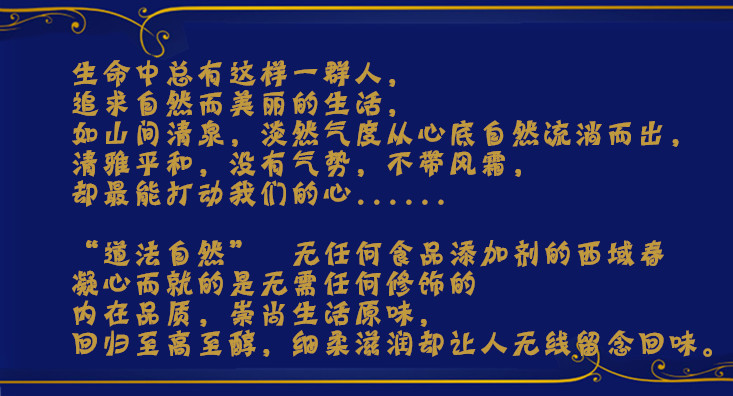 生命中总有这样一群人，
追求自然而美丽的生活，
如山间清泉，淡然气度从心底自然流淌而出，
清雅平和，没有气势，不带风霜，
却最能打动我们的心......
“道法自然” 无任何食品添加剂的西域春
凝心而就的是无需任何修饰的
内在品质，崇尚生活原味，
回归至高至醇，细柔滋润却让人无线留念回味。